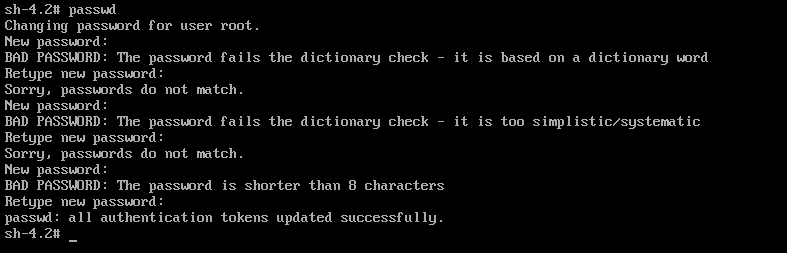 sh-4.2# passwd
Changing password for user root.
New password:
BAD PASSWORD: The password fails the dictionary check - it is based on a dictionary word
Retype new password:
Sorry, passwords do not match.
New password:
BAD PASSWORD: The password fails the dictionary check - it is too simplistic/systematic
Retype new password:
Sorry, passwords do not match.
New password:
BAD PASSWORD: The password is shorter than 8 characters
Retype new password:
passwd: all authentication tokens updated successfully.
sh-4.2# _